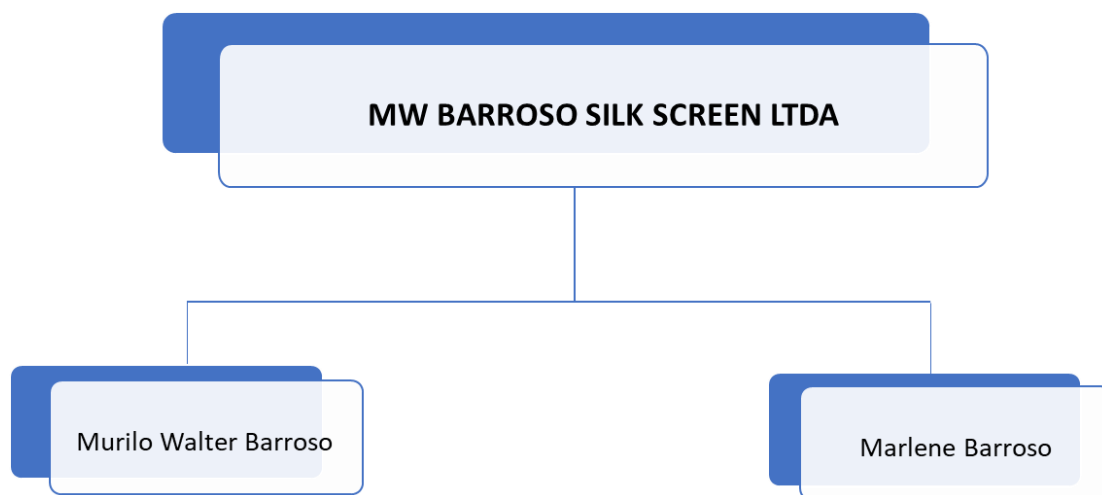 MW BARROSO SILK SCREEN LTDA
Murilo Walter Barroso
Marlene Barroso